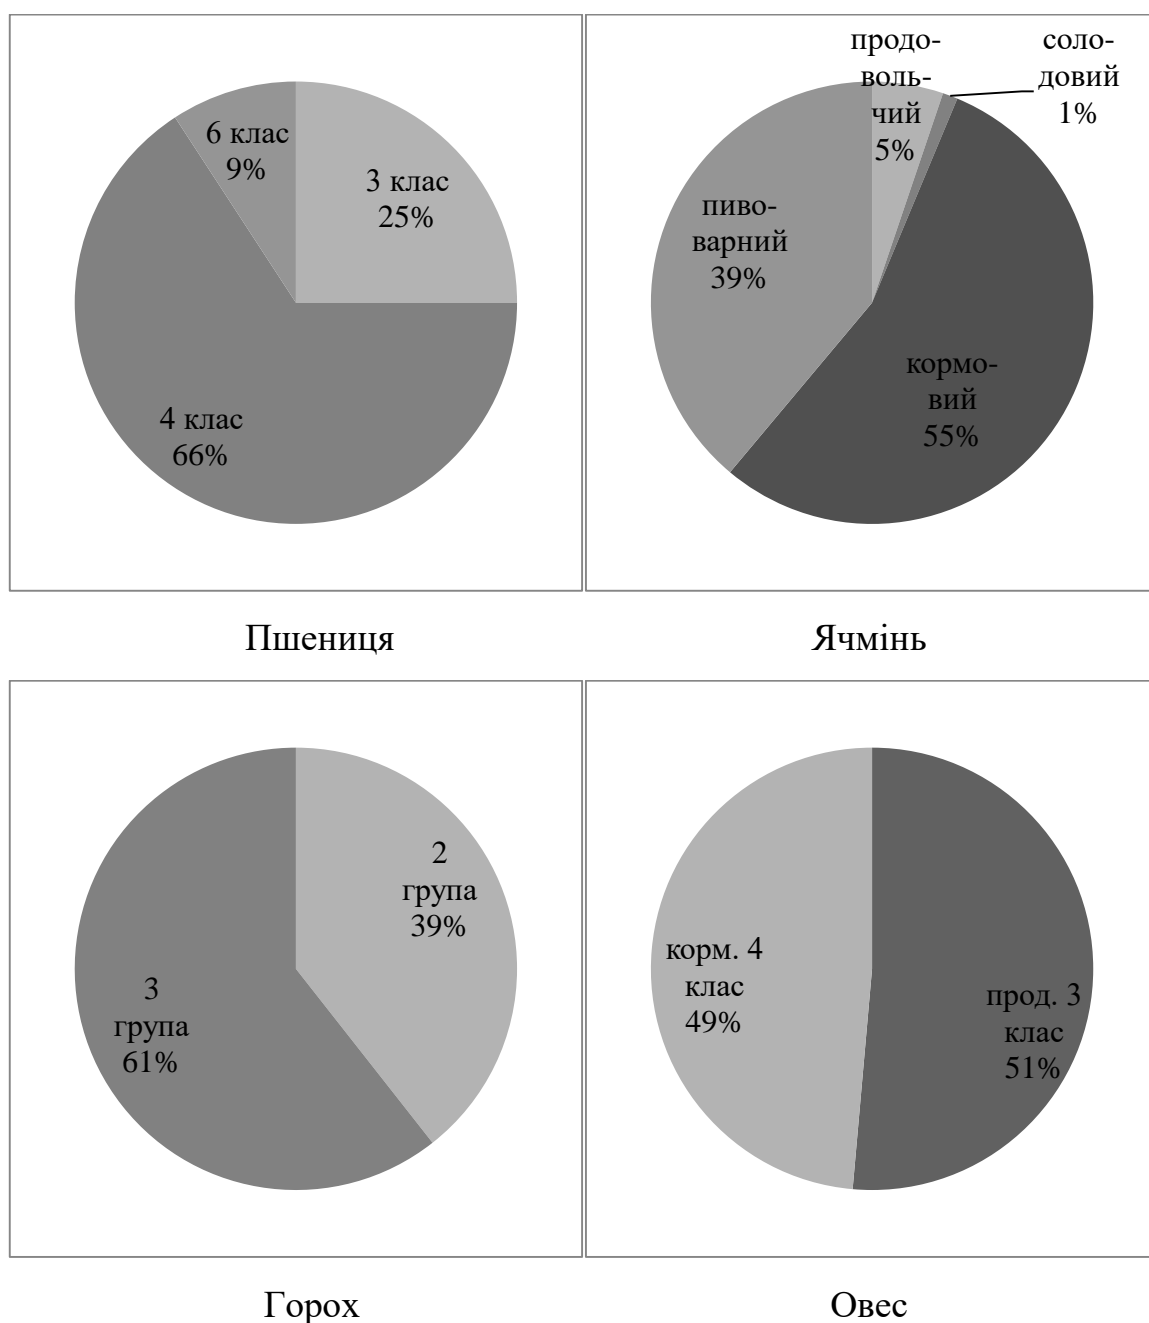 6 клас
9%
3 клас
25%
4 клас
66%
продо-
воль-
чий
5%
соло-
довий
1%
пиво-
варний
39%
кормо-
вий
55%
Пшениця
Ячмінь
2
група
39%
3
група
61%
корм. 4
клас
49%
прод. 3
клас
51%
Горох
Овес